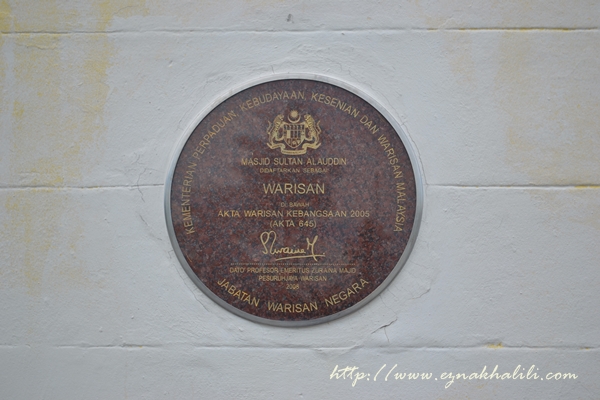 KEMENTERIAN PERPADUAN, KEBUDAYAAN, KESENIAN DAN WARISAN MALAYSIA
MASJID SULTAN ALAUDDIN
DIDAFTARKAN SEBAGAI
WARISAN
DI BAWAH
AKTA WARISAN KEBANGSAAN 2005
(AKTA 645)
DATO' PROFESOR EMERITUS ZURAINA MAJID
PESURUHJAYA WARISAN
JABATAN WARISAN NEGARA
http://www.eynakhalili.com